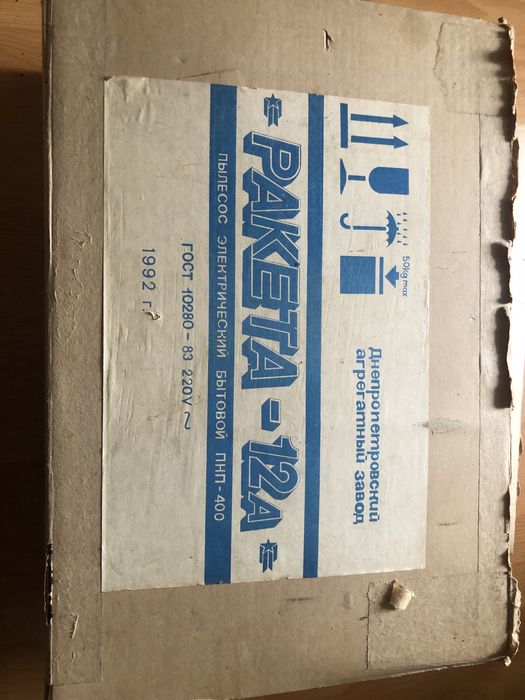 50kg max
Днепропетровский
агрегатный завод
РАКЕТА-12А
ПЫЛЕСОС ЭЛЕКТРИЧЕСКИЙ БЫТОВОЙ ПНП-400
ГОСТ 10280-83 220V~
1992 г.